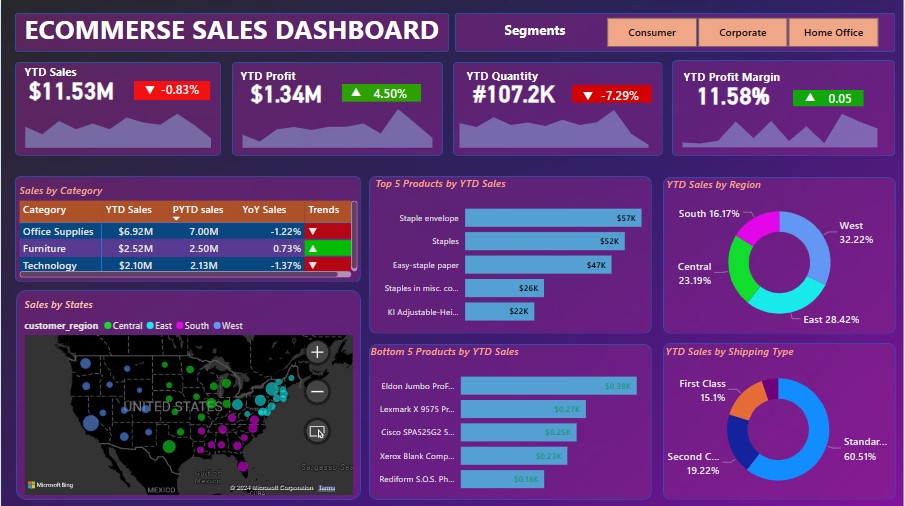 ECOMMERSE SALES DASHBOARD
Segments
Consumer
Corporate
Home Office
YTD Sales
$11.53M
▼ -0.83%
YTD Profit
$1.34M
▲ 4.50%
YTD Quantity
#107.2K
▼ -7.29%
YTD Profit Margin
11.58%
▲ 0.05
Sales by Category
Category YTD Sales PYTD sales YoY Sales Trends
Office Supplies $6.92M 7.00M -1.22% ▼
Furniture $2.52M 2.50M 0.73% ▲
Technology $2.10M 2.13M -1.37% ▼
Top 5 Products by YTD Sales
Staple envelope $57K
Staples $52K
Easy-staple paper $47K
Staples in misc. co... $26K
KI Adjustable-Hei... $22K
YTD Sales by Region
South 16.17%
West
32.22%
Central
23.19%
East 28.42%
Sales by States
customer_region Central East South West
UNITED STATES
Gulf of
Mexico
Sargasso Sea
MEXICO
CUBA
Microsoft Bing
© 2024 Microsoft Corporation Terms
Bottom 5 Products by YTD Sales
Eldon Jumbo ProF... $0.38K
Lexmark X 9575 Pr... $0.27K
Cisco SPA525G2 5... $0.25K
Xerox Blank Comp... $0.23K
Rediform S.O.S. Ph... $0.18K
YTD Sales by Shipping Type
First Class
15.1%
Second C...
19.22%
Standar...
60.51%